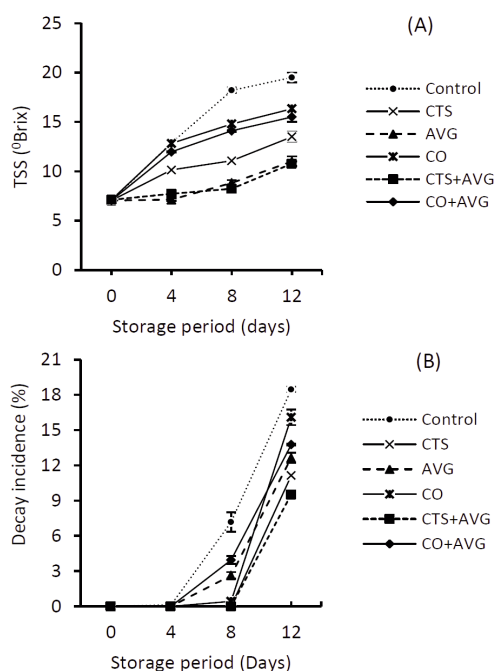 (A)
25
20
15
10
5
0
TSS (⁰Brix)
0 4 8 12
Storage period (days)
Control
CTS
AVG
CO
CTS+AVG
CO+AVG
(B)
21
18
15
12
9
6
3
0
Decay incidence (%)
0 4 8 12
Storage period (Days)
Control
CTS
AVG
CO
CTS+AVG
CO+AVG